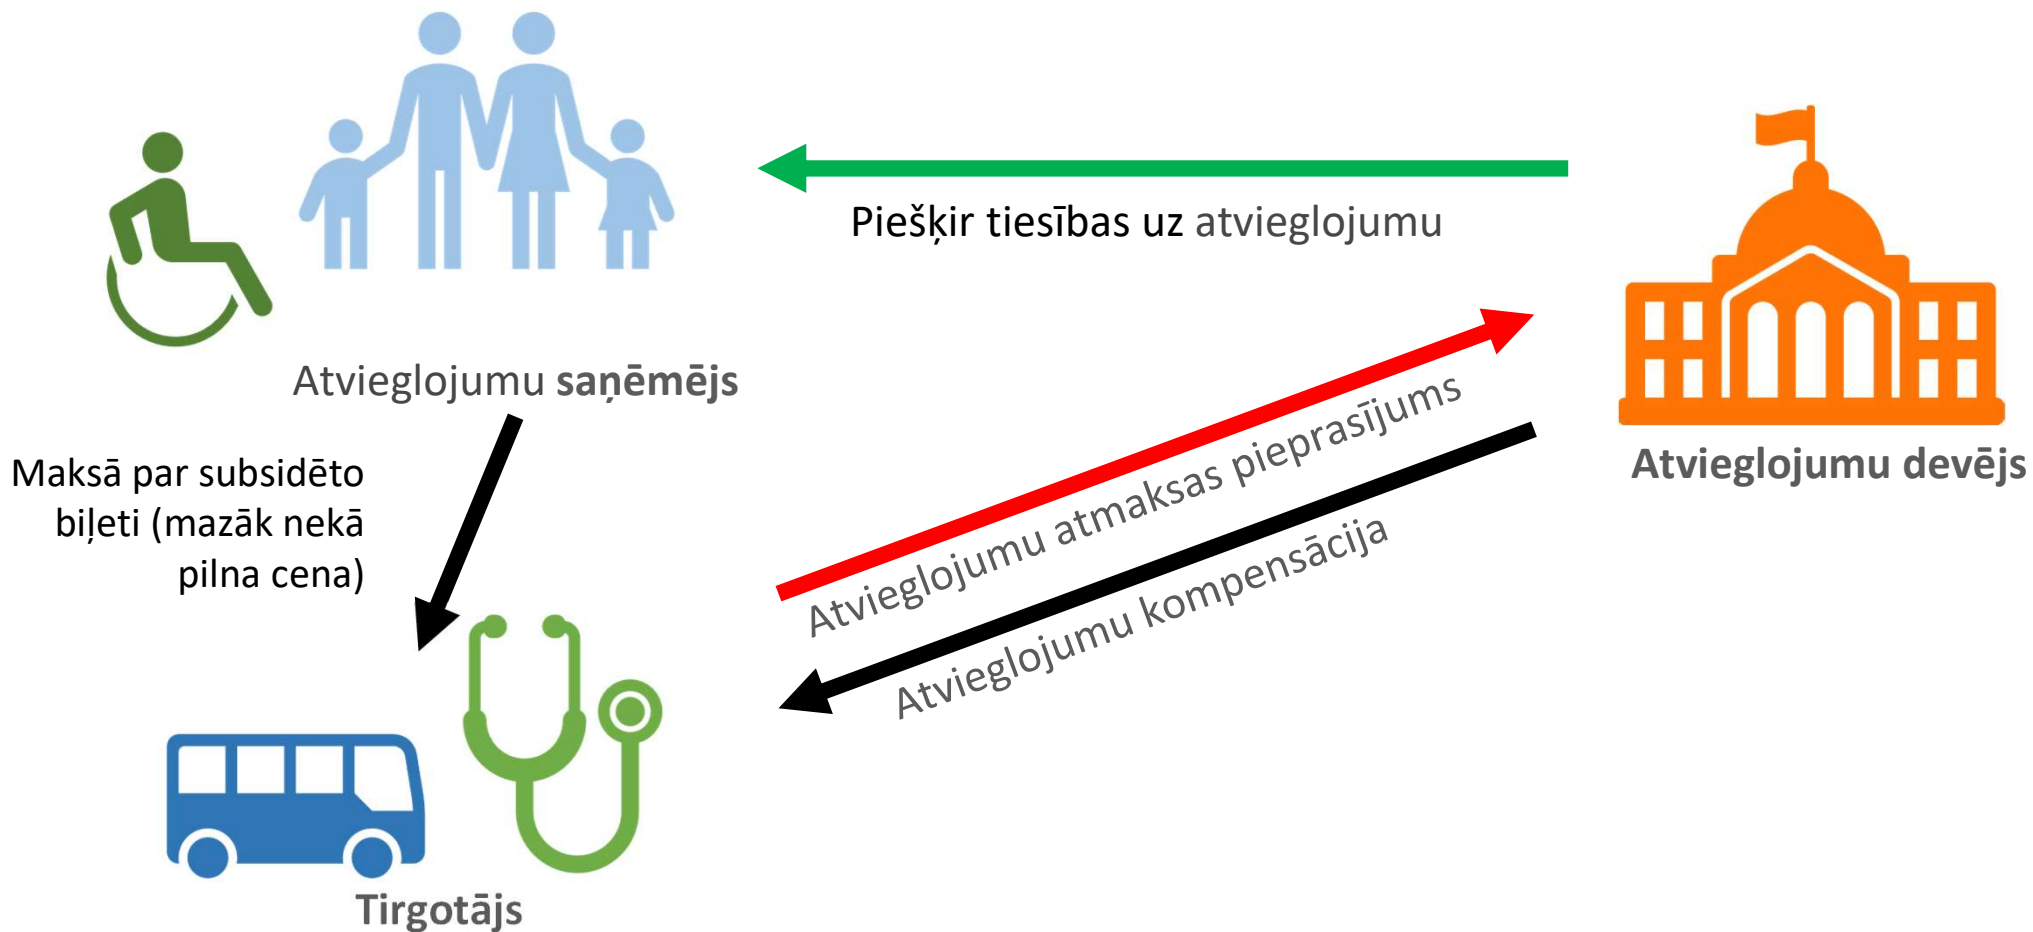 Piešķir tiesības uz atvieglojumu
Atvieglojumu saņēmējs
Atvieglojumu devējs
Maksā par subsidēto
biļeti (mazāk nekā
pilna cena)
Atvieglojumu atmaksas pieprasījums
Atvieglojumu kompensācija
Tirgotājs